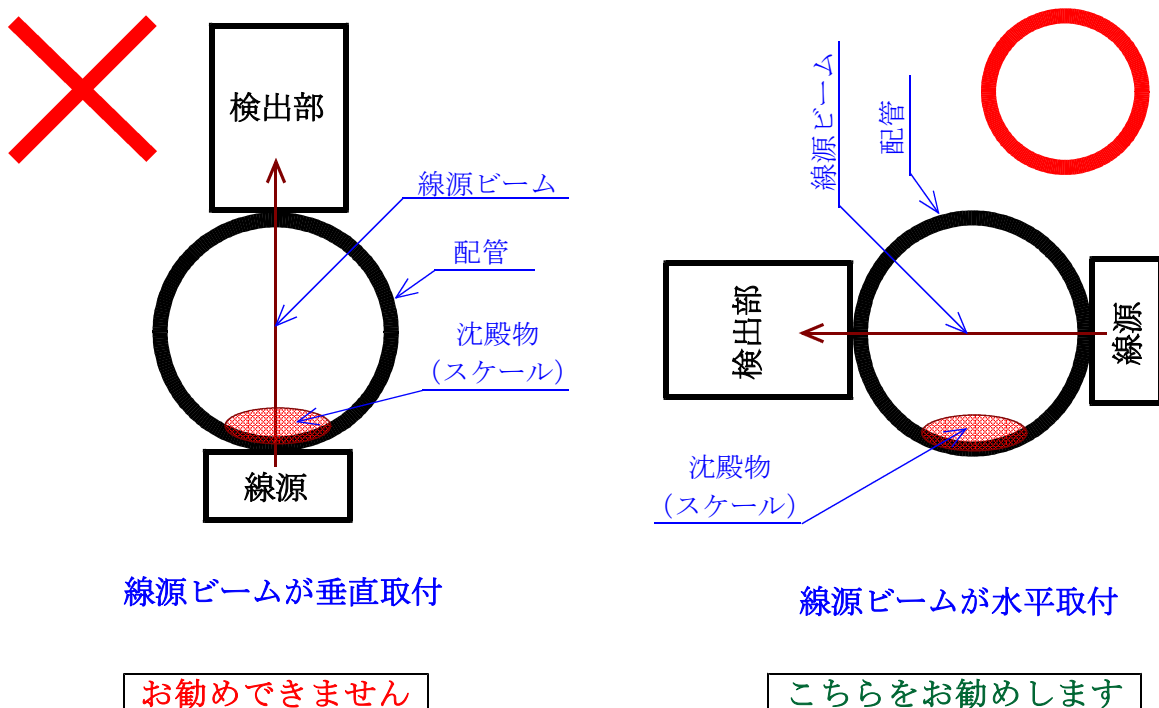 検出部
線源ビーム
配管
沈殿物
（スケール）
線源
線源ビームが垂直取付
お勧めできません
線源ビーム
配管
検出部
線源
沈殿物
（スケール）
線源ビームが水平取付
こちらをお勧めします